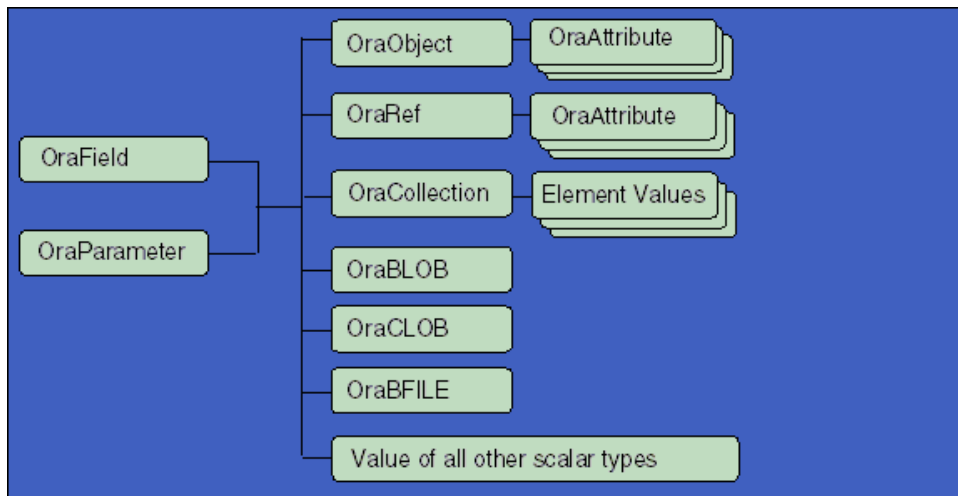 OraObject
OraAttribute
OraRef
OraAttribute
OraField
OraCollection
Element Values
OraParameter
OraBLOB
OraCLOB
OraBFILE
Value of all other scalar types